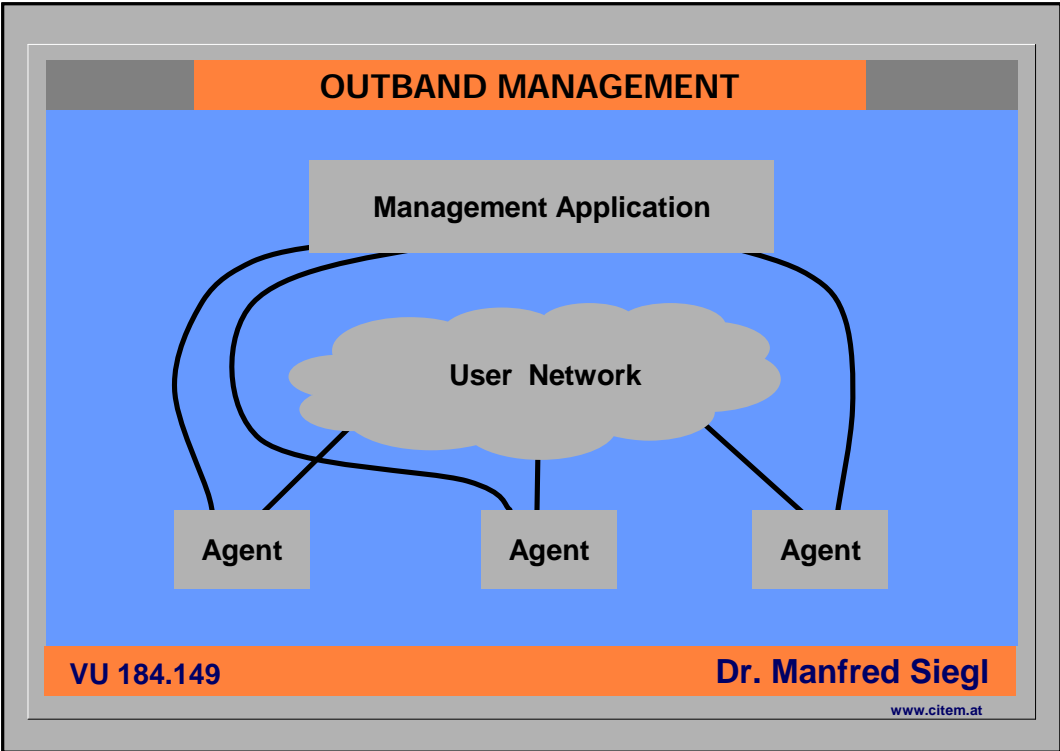 OUTBAND MANAGEMENT
Management Application
User Network
Agent Agent Agent
VU 184.149 Dr. Manfred Siegl
www.citem.at